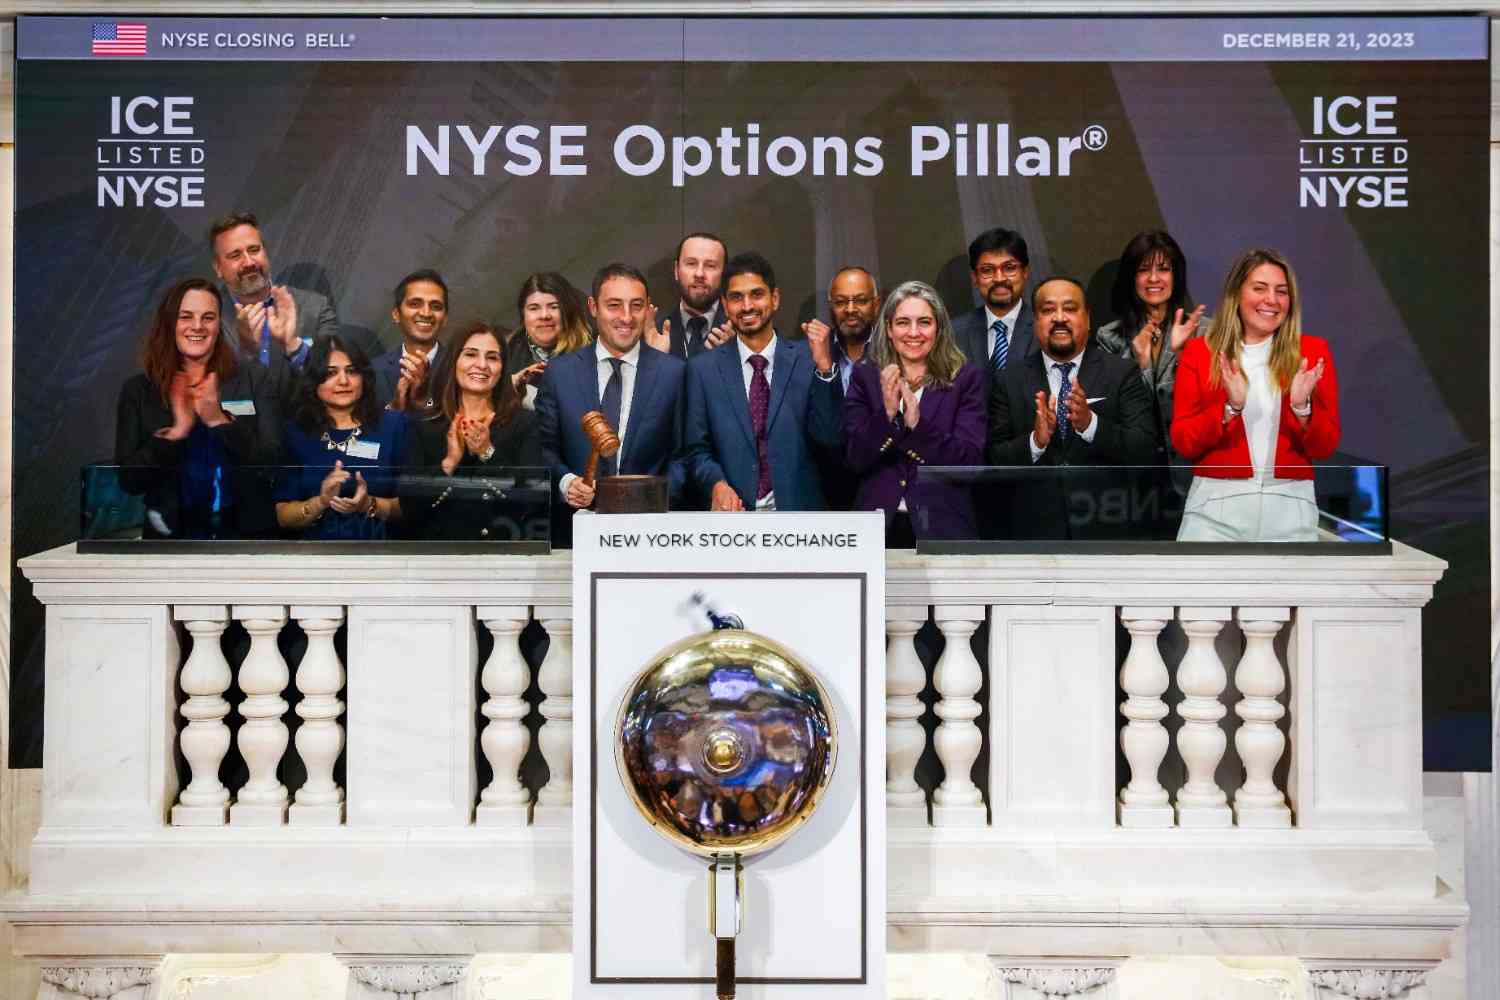 NYSE CLOSING BELL®
DECEMBER 21, 2023
ICE
LISTED
NYSE
NYSE Options Pillar®
ICE
LISTED
NYSE
CNBC
NEW YORK STOCK EXCHANGE